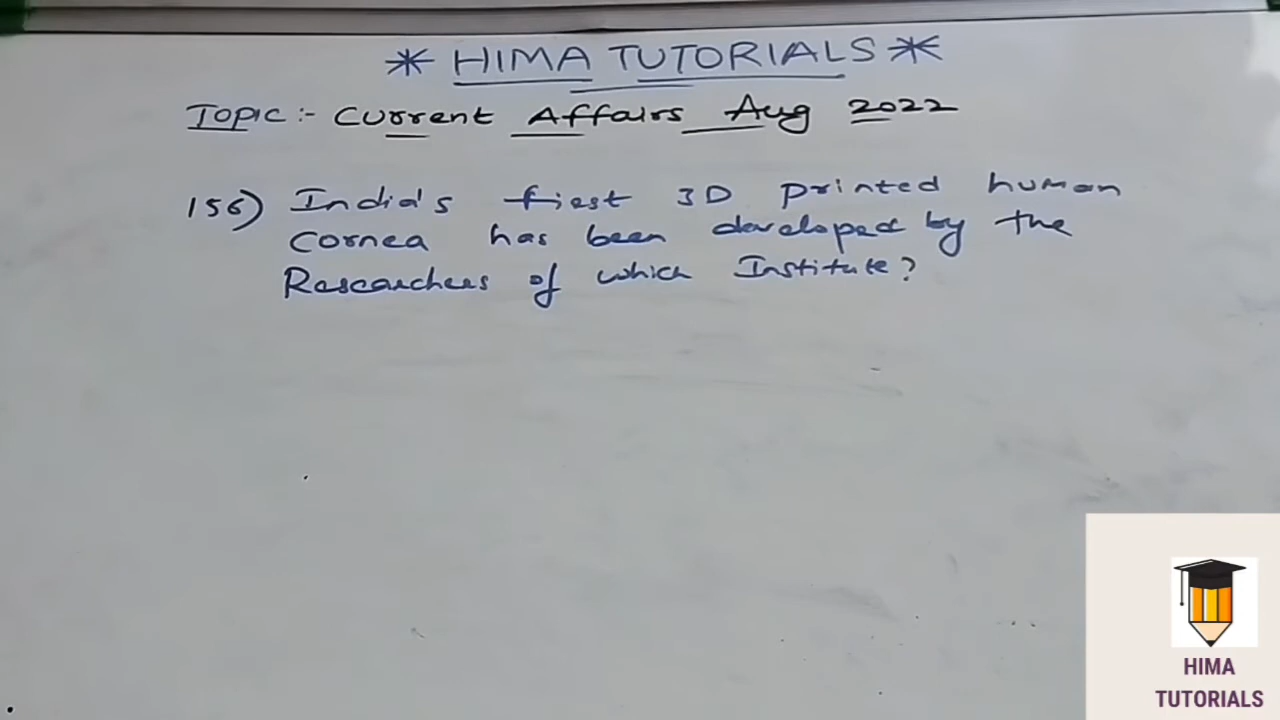 * HIMA TUTORIALS *
Topic :- Current Affairs Aug 2022
156) India's first 3D printed human
Cornea has been developed by the
Researchers of which Institute?
HIMA
TUTORIALS